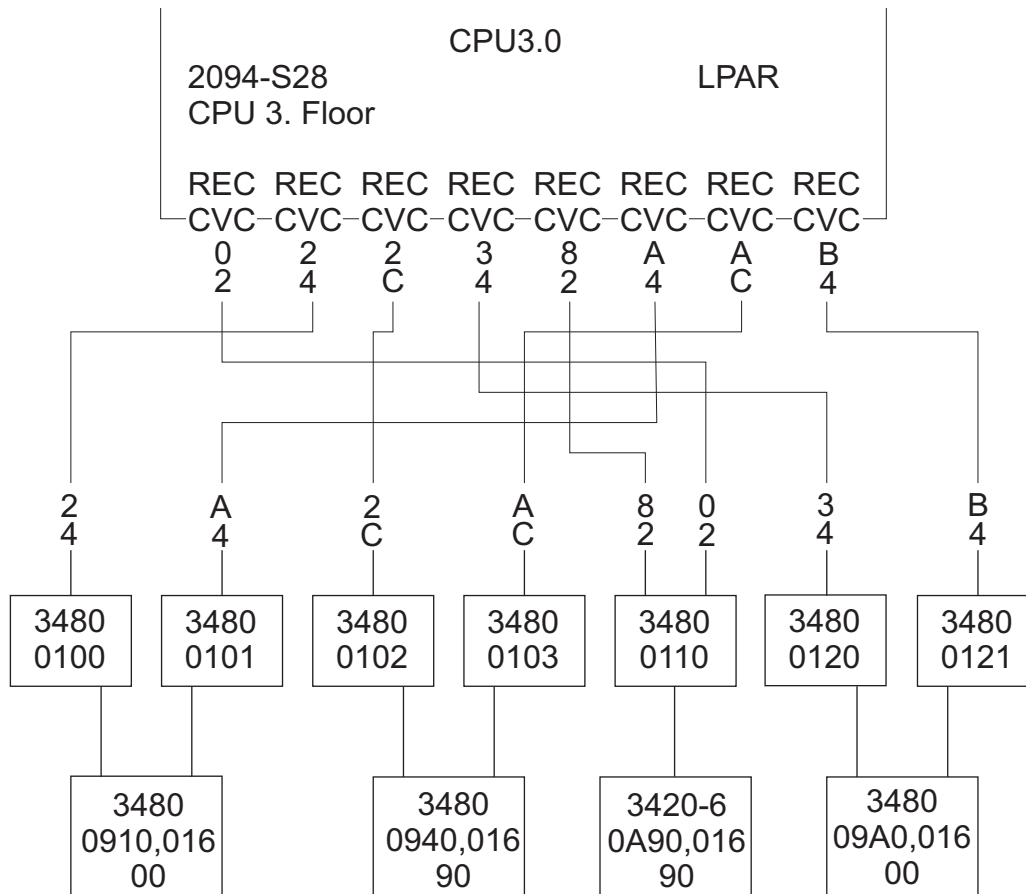 CPU3.0
2094-S28 LPAR
CPU 3. Floor
REC REC REC REC REC REC REC REC
CVC CVC CVC CVC CVC CVC CVC CVC
0 2 2 3 8 A A B
2 4 C 4 2 4 C 4
2 A 2 A 8 0 3 B
4 4 C C 2 2 4 4
3480 3480 3480 3480 3480 3480 3480
0100 0101 0102 0103 0110 0120 0121
3480 3480 3420-6 3480
0910,016 0940,016 0A90,016 09A0,016
00 90 90 00